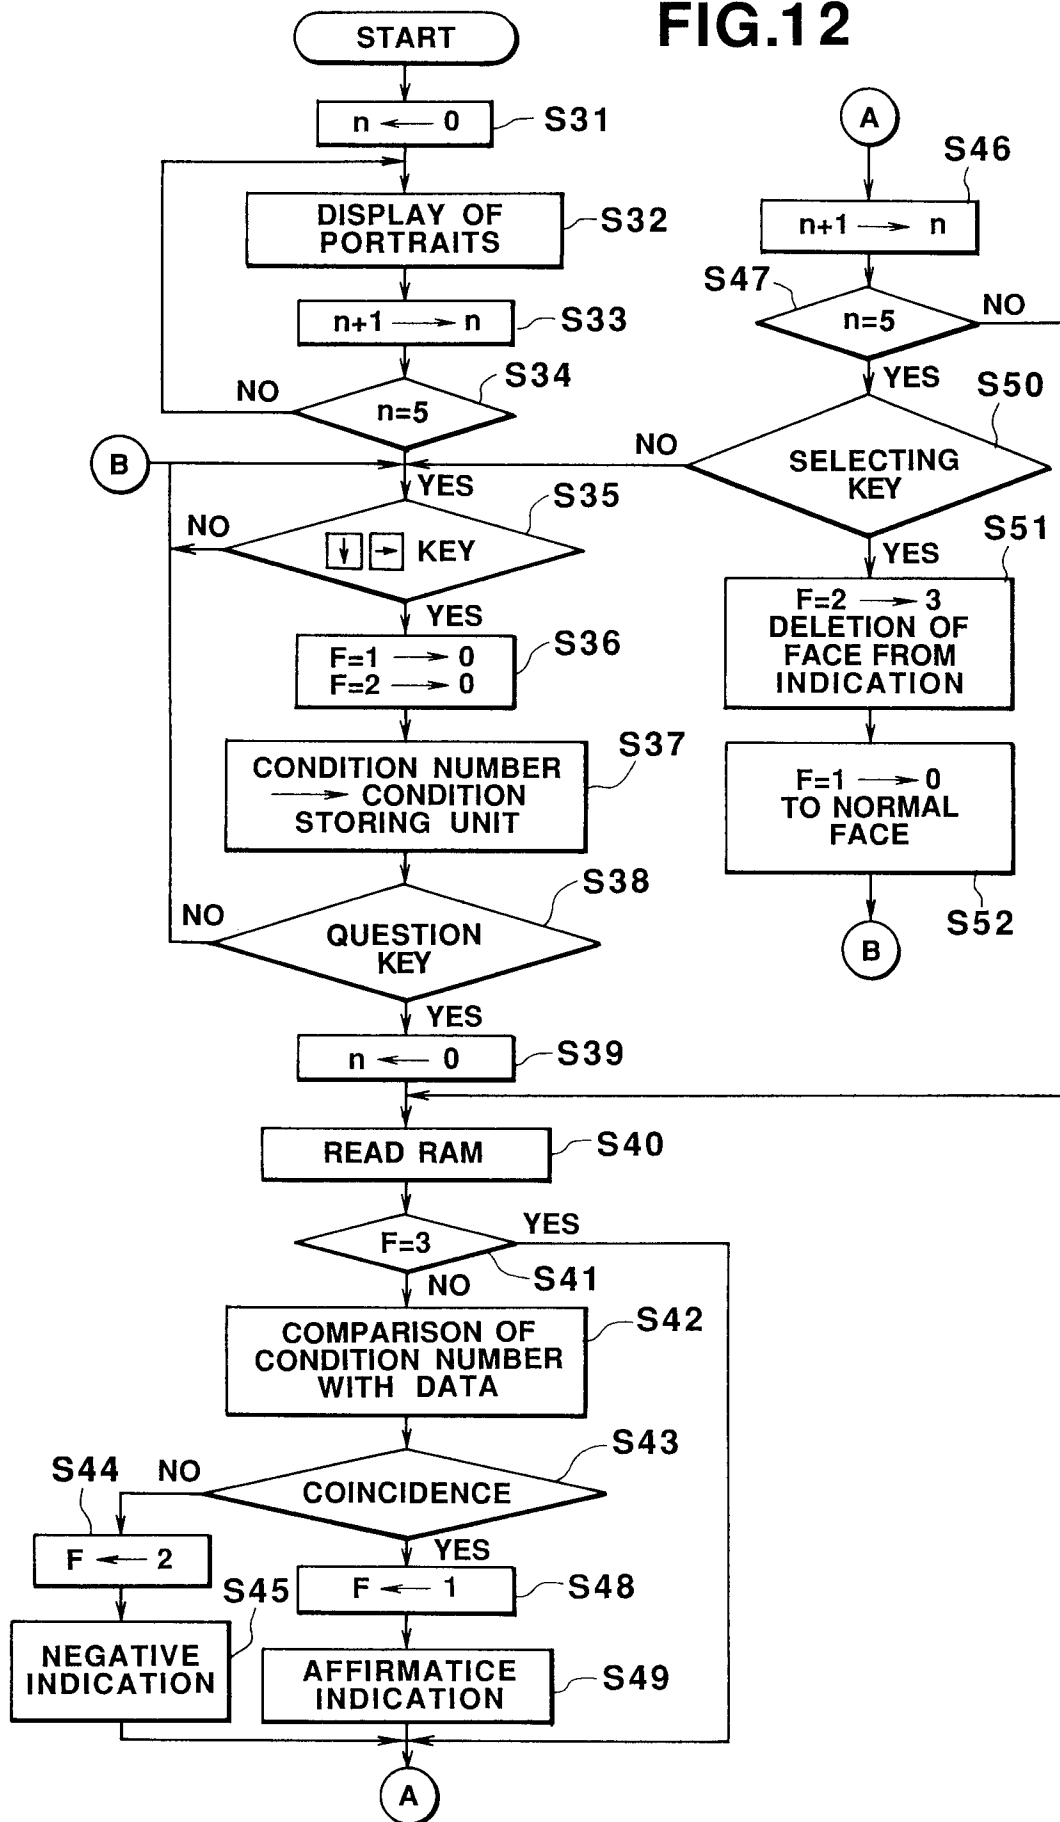 FIG.12
START
n ← 0
S31
DISPLAY OF
PORTRAITS
S32
n+1 → n
S33
S34
n=5
NO
YES
B
S35
↓ → KEY
NO
YES
S36
F=1 → 0
F=2 → 0
S37
CONDITION NUMBER
→ CONDITION
STORING UNIT
S38
QUESTION
KEY
NO
YES
n ← 0
S39
READ RAM
S40
F=3
YES
S41
NO
COMPARISON OF
CONDITION NUMBER
WITH DATA
S42
S43
COINCIDENCE
NO
YES
S44
F ← 2
S45
NEGATIVE
INDICATION
F ← 1
S48
AFFIRMATICE
INDICATION
S49
A
A
S46
n+1 → n
S47
n=5
NO
YES
S50
SELECTING
KEY
NO
YES
S51
F=2 → 3
DELETION OF
FACE FROM
INDICATION
F=1 → 0
TO NORMAL
FACE
S52
B